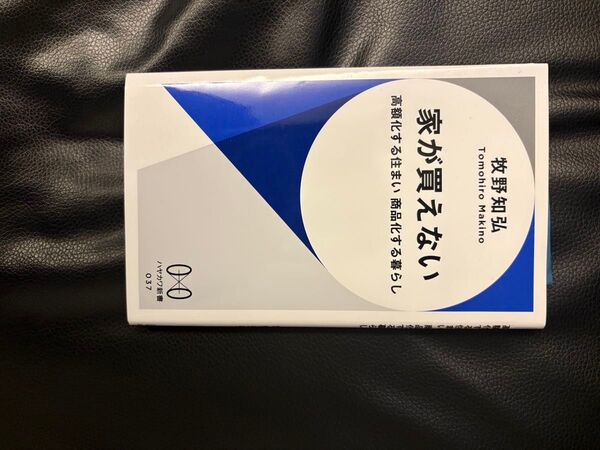 牧野知弘
Tomohiro Makino
家が買えない
高額化する住まい 商品化する暮らし
ハヤカワ新書
037